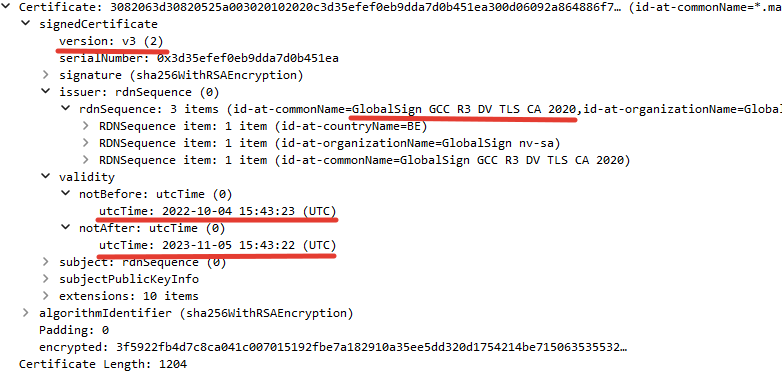 Certificate: 3082063d30820525a003020102020c3d35efef0eb9dda7d0b451ea300d06092a864886f7… (id-at-commonName=*.ma
signedCertificate
version: v3 (2)
serialNumber: 0x3d35efef0eb9dda7d0b451ea
signature (sha256WithRSAEncryption)
issuer: rdnSequence (0)
rdnSequence: 3 items (id-at-commonName=GlobalSign GCC R3 DV TLS CA 2020,id-at-organizationName=Global
RDNSequence item: 1 item (id-at-countryName=BE)
RDNSequence item: 1 item (id-at-organizationName=GlobalSign nv-sa)
RDNSequence item: 1 item (id-at-commonName=GlobalSign GCC R3 DV TLS CA 2020)
validity
notBefore: utcTime (0)
utcTime: 2022-10-04 15:43:23 (UTC)
notAfter: utcTime (0)
utcTime: 2023-11-05 15:43:22 (UTC)
subject: rdnSequence (0)
subjectPublicKeyInfo
extensions: 10 items
algorithmIdentifier (sha256WithRSAEncryption)
Padding: 0
encrypted: 3f5922fb4d7c8ca041c007015192fbe7a182910a35ee5dd320d1754214be715063535532…
Certificate Length: 1204